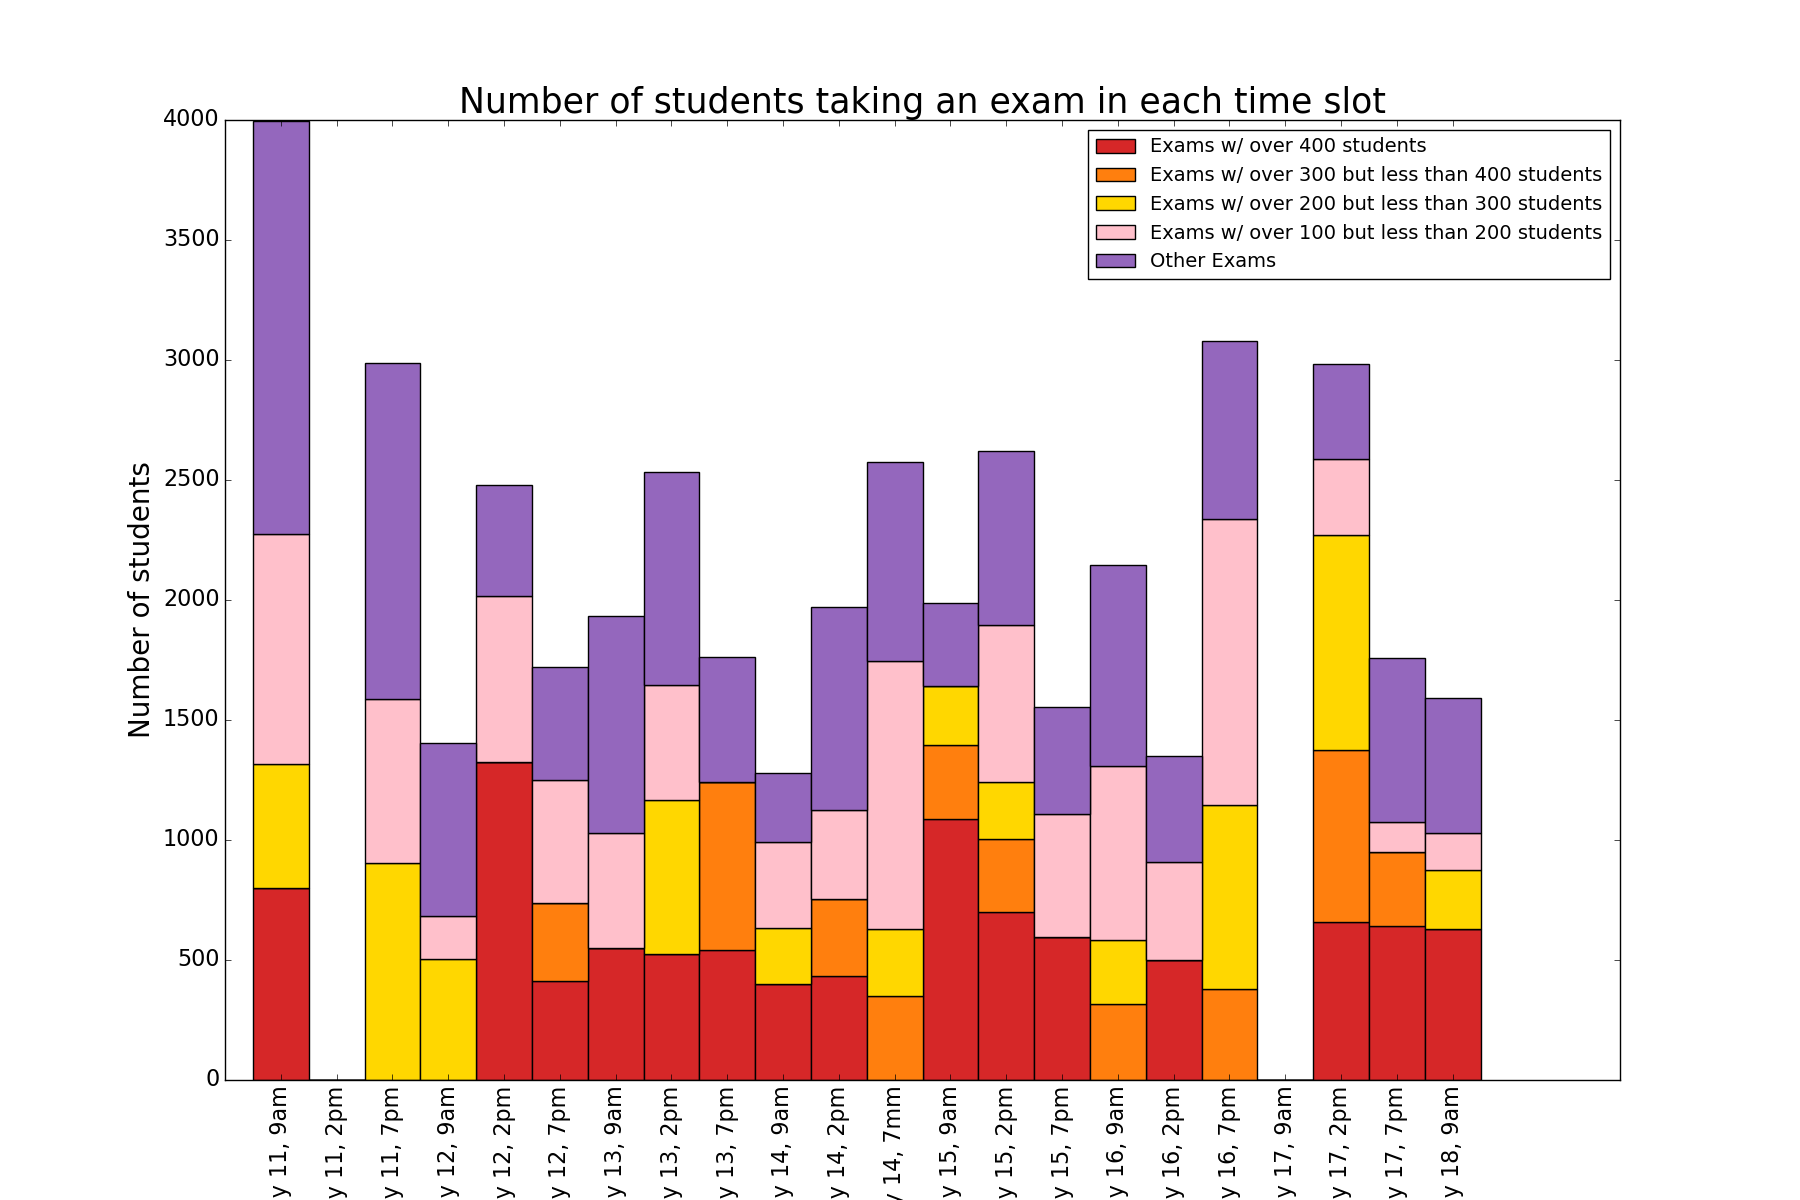 Number of students taking an exam in each time slot
Exams w/ over 400 students
Exams w/ over 300 but less than 400 students
Exams w/ over 200 but less than 300 students
Exams w/ over 100 but less than 200 students
Other Exams
Number of students
4000
3500
3000
2500
2000
1500
1000
500
0
y 11, 9am
y 11, 2pm
y 11, 7pm
y 12, 9am
y 12, 2pm
y 12, 7pm
y 13, 9am
y 13, 2pm
y 13, 7pm
y 14, 9am
y 14, 2pm
y 14, 7mm
y 15, 9am
y 15, 2pm
y 15, 7pm
y 16, 9am
y 16, 2pm
y 16, 7pm
y 17, 9am
y 17, 2pm
y 17, 7pm
y 18, 9am